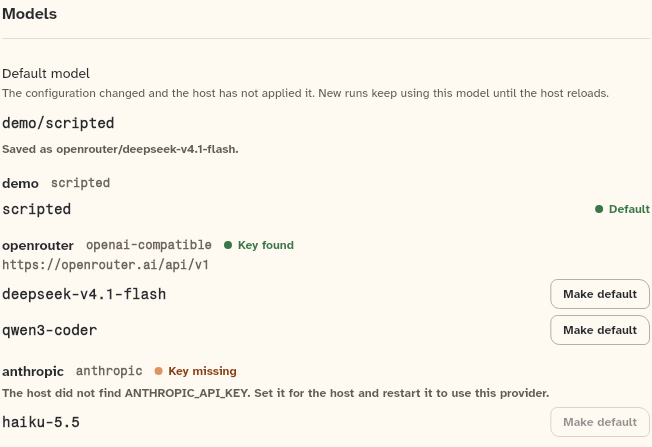 Models
Default model
The configuration changed and the host has not applied it. New runs keep using this model until the host reloads.
demo/scripted
Saved as openrouter/deepseek-v4.1-flash.
demo scripted
scripted Default
openrouter openai-compatible Key found
https://openrouter.ai/api/v1
deepseek-v4.1-flash Make default
qwen3-coder Make default
anthropic anthropic Key missing
The host did not find ANTHROPIC_API_KEY. Set it for the host and restart it to use this provider.
haiku-5.5 Make default